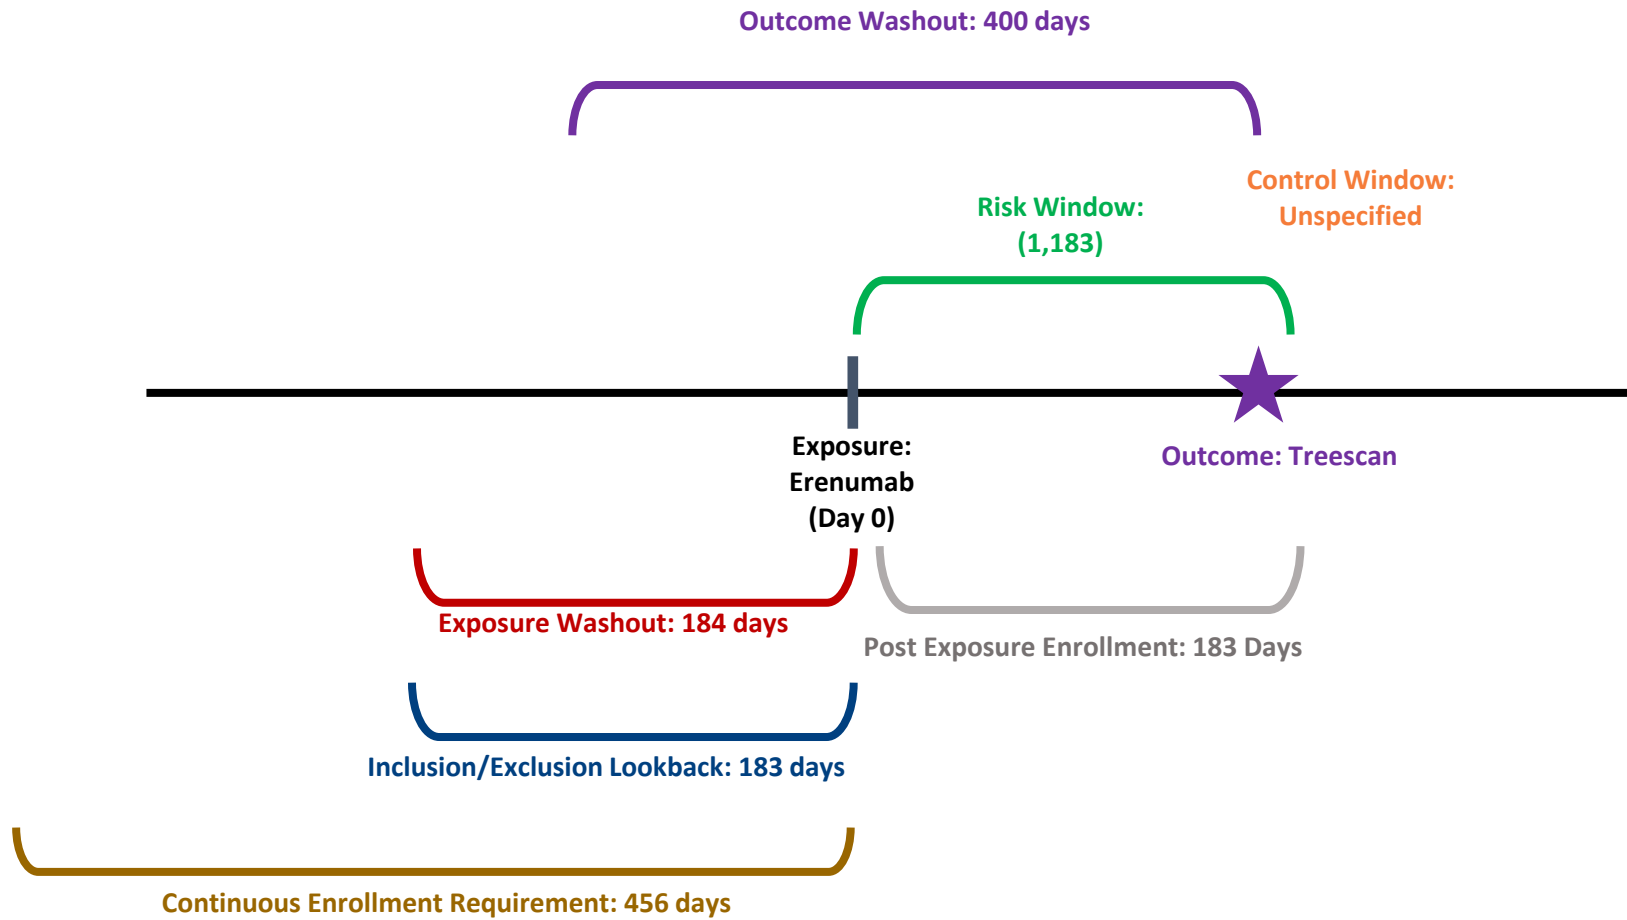 Outcome Washout: 400 days
Control Window:
Unspecified
Risk Window:
(1,183)
Exposure:
Erenumab
(Day 0)
Outcome: Treescan
Exposure Washout: 184 days
Post Exposure Enrollment: 183 Days
Inclusion/Exclusion Lookback: 183 days
Continuous Enrollment Requirement: 456 days